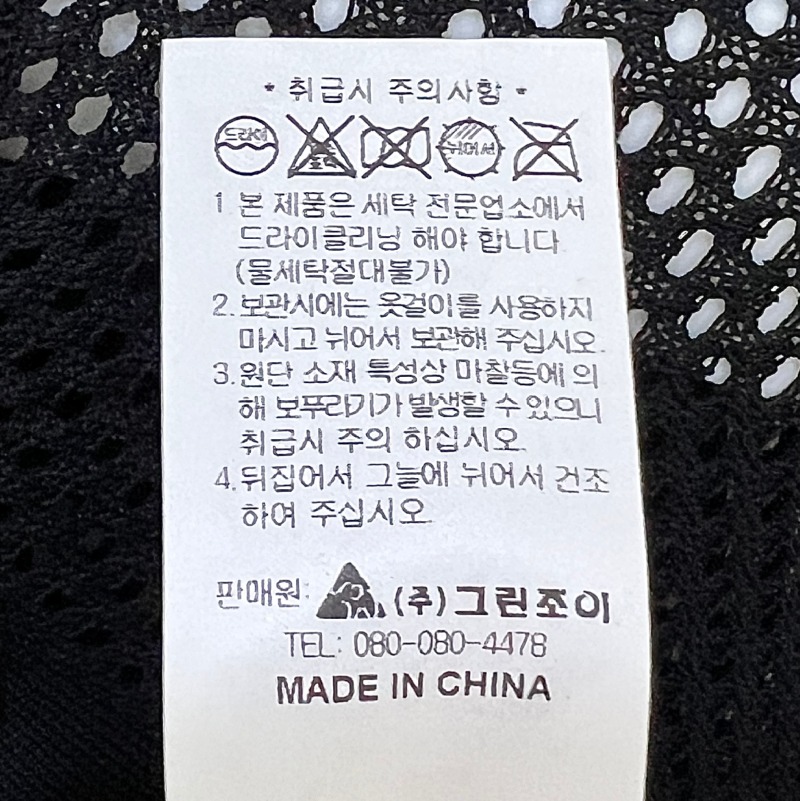 • 취급시 주의사항 •
드라이 뉘어서
1 본 제품은 세탁 전문업소에서
드라이클리닝 해야 합니다.
(물세탁절대불가)
2.보관시에는 옷걸이를 사용하지
마시고 뉘어서 보관해 주십시오.
3.원단 소재 특성상 마찰등에 의
해 보푸라기가 발생할 수 있으니
취급시 주의 하십시오.
4.뒤집어서 그늘에 뉘어서 건조
하여 주십시오.
판매원: (주)그린조이
TEL: 080-080-4478
MADE IN CHINA